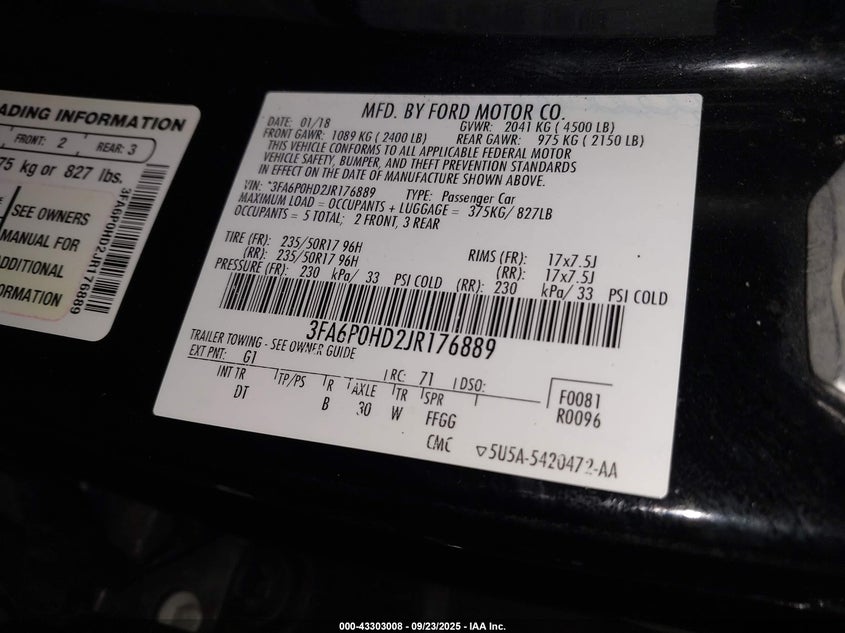 ADING INFORMATION
FRONT: 2 REAR: 3
75 kg or 827 lbs.
SEE OWNERS
MANUAL FOR
ADDITIONAL
ORMATION
3FA6P0HD2JR176889
MFD. BY FORD MOTOR CO.
DATE: 01/18 GVWR: 2041 KG ( 4500 LB)
FRONT GAWR: 1089 KG ( 2400 LB) REAR GAWR: 975 KG ( 2150 LB)
THIS VEHICLE CONFORMS TO ALL APPLICABLE FEDERAL MOTOR
VEHICLE SAFETY, BUMPER, AND THEFT PREVENTION STANDARDS
IN EFFECT ON THE DATE OF MANUFACTURE SHOWN ABOVE.
VIN: *3FA6P0HD2JR176889 TYPE: Passenger Car
MAXIMUM LOAD = OCCUPANTS + LUGGAGE = 375KG/ 827LB
OCCUPANTS = 5 TOTAL; 2 FRONT, 3 REAR
TIRE (FR): 235/50R17 96H RIMS (FR): 17x7.5J
(RR): 235/50R17 96H (RR): 17x7.5J
PRESSURE (FR): 230 kPa/ 33 PSI COLD (RR): 230 kPa/ 33 PSI COLD
3FA6P0HD2JR176889
TRAILER TOWING - SEE OWNER GUIDE
EXT PNT: G1 RC: 71 DSO:
INT TR TP/PS R AXLE TR SPR
DT B 30 W FFGG
F0081
R0096
CMC ▽5U5A-5420472-AA
000-43303008 - 09/23/2025 - IAA Inc.